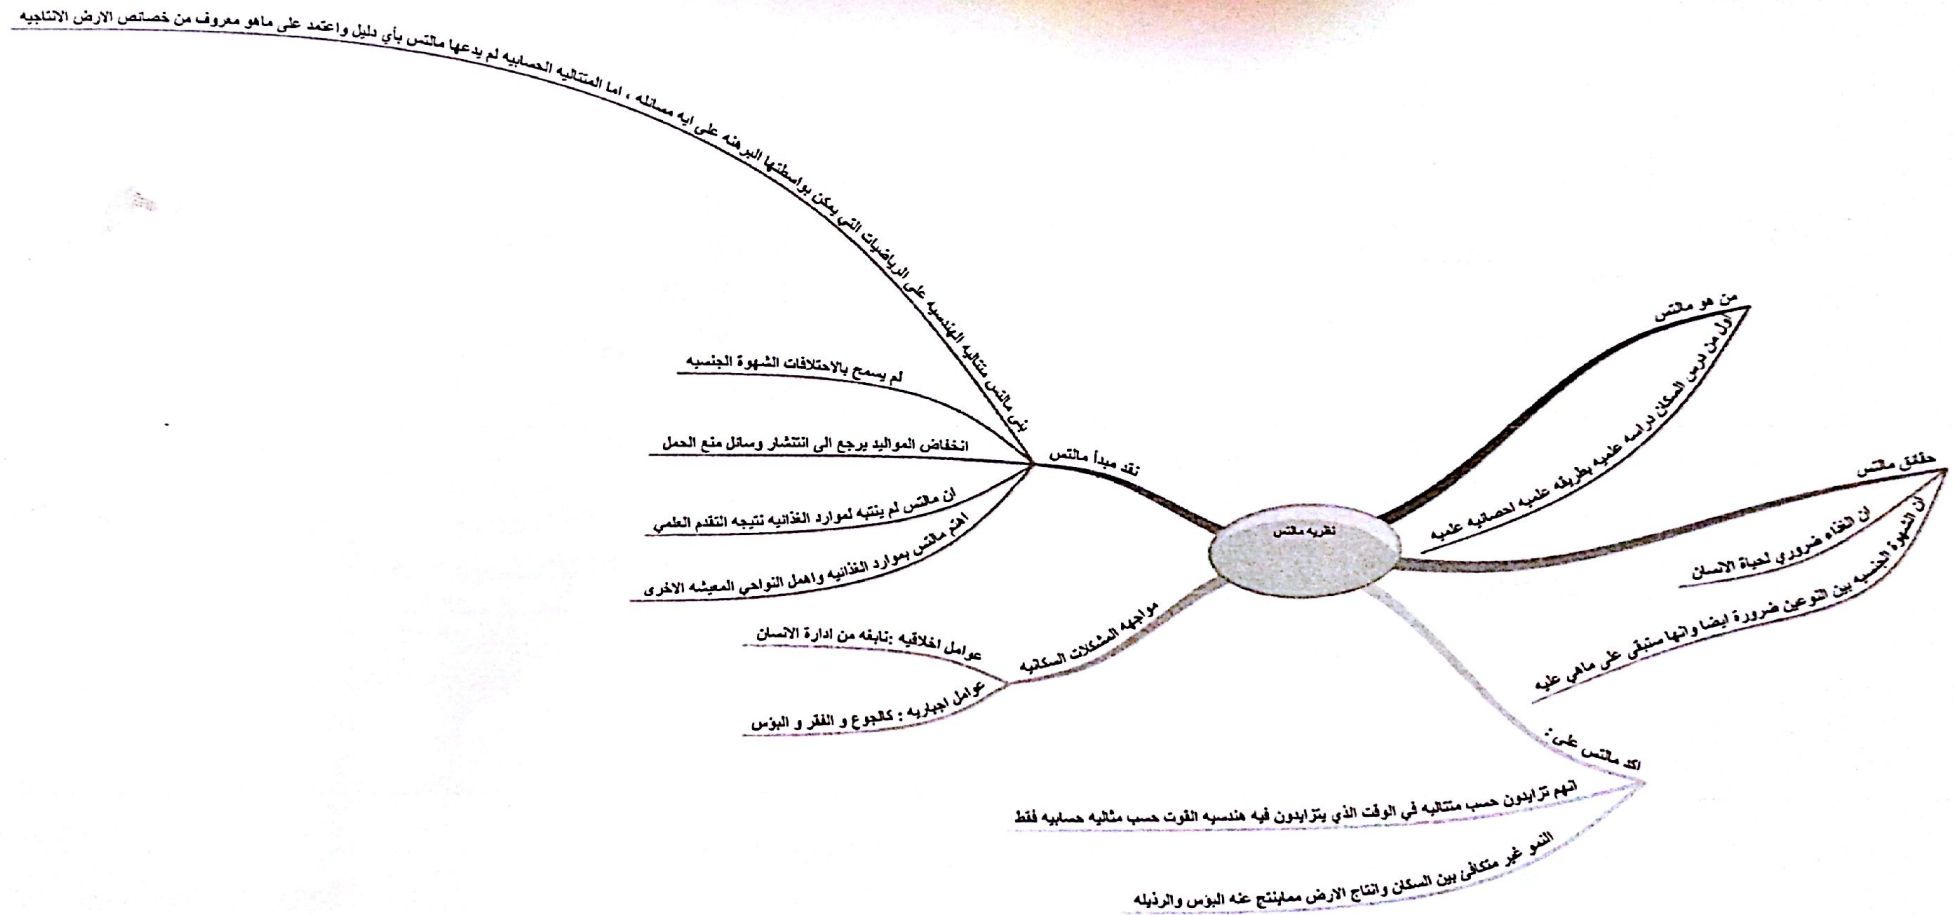 نظريه مالتس
من هو مالتس
اول من درس السكان دراسه علميه بطريقه علميه احصائيه علميه
حقائق مالتس
ان الغذاء ضروري لحياة الانسان
ان الشهوة الجنسيه بين النوعين ضرورة ايضا وانها ستبقى على ماهي عليه
اكد مالتس على :
انهم تزايدون حسب متتاليه في الوقت الذي يتزايدون فيه هندسيه القوت حسب مثاليه حسابيه فقط
النمو غير متكافئ بين السكان وانتاج الارض مماينتج عنه البؤس والرذيله
مواجهه المشكلات السكانيه
عوامل اخلاقيه :نابعه من ادارة الانسان
عوامل اجباريه : كالجوع و الفقر و البؤس
نقد مبدأ مالتس
بنى مالتس متتاليه الهندسيه على الرياضيات التي يمكن بواسطتها البرهنه على ايه مسائله ، اما المتتاليه الحسابيه لم يدعها مالتس بأي دليل واعتمد على ماهو معروف من خصائص الارض الانتاجيه
لم يسمح بالاحتلافات الشهوة الجنسيه
انخفاض المواليد يرجع الى انتتشار وسائل منع الحمل
ان مالتس لم ينتبه لموارد الغذائيه نتيجه التقدم العلمي
اهتم مالتس بموارد الغذائيه واهمل النواحي المعيشه الاخرى